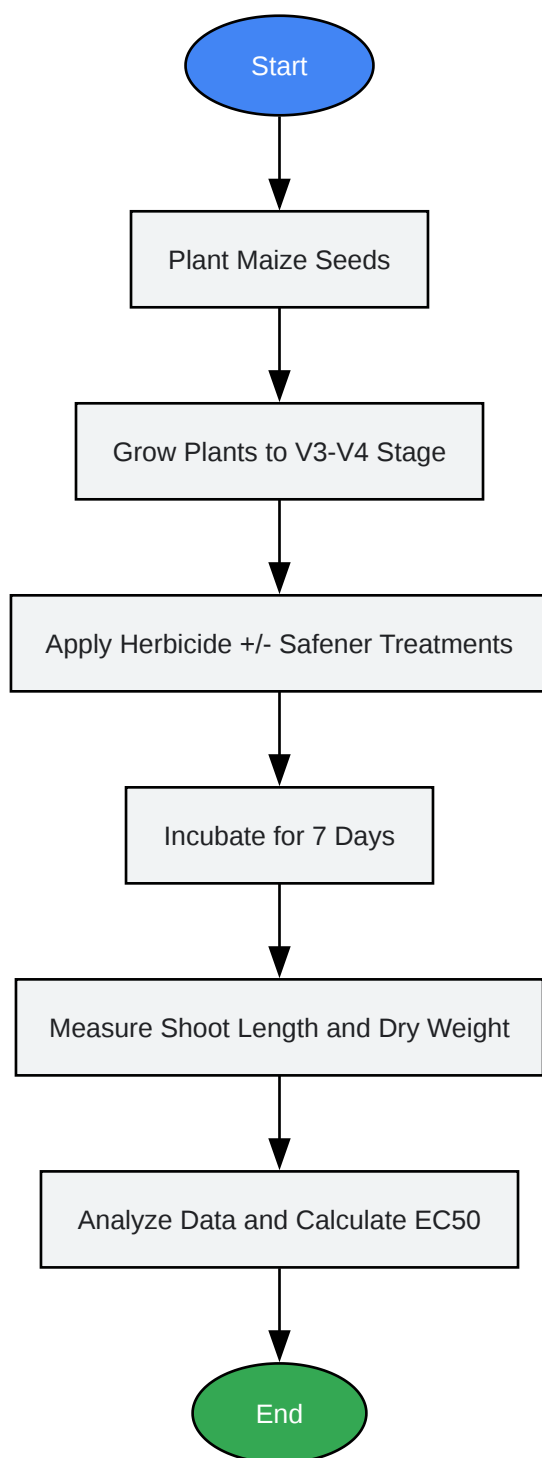 Start
Plant Maize Seeds
Grow Plants to V3-V4 Stage
Apply Herbicide +/- Safener Treatments
Incubate for 7 Days
Measure Shoot Length and Dry Weight
Analyze Data and Calculate EC50
End